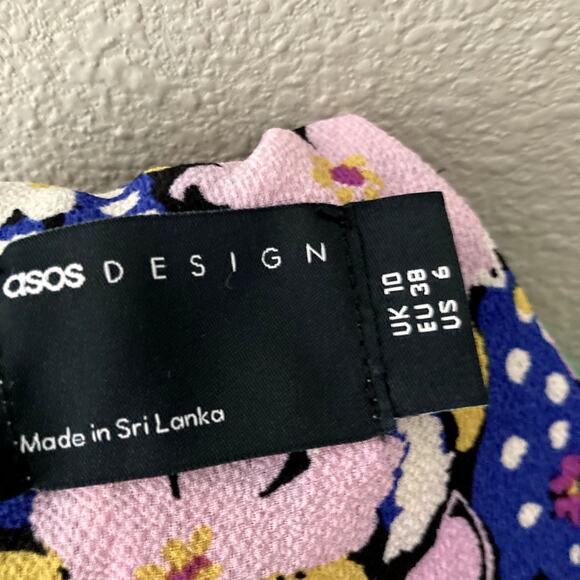 asos DESIGN
Made in Sri Lanka
UK 10
EU 38
US 6